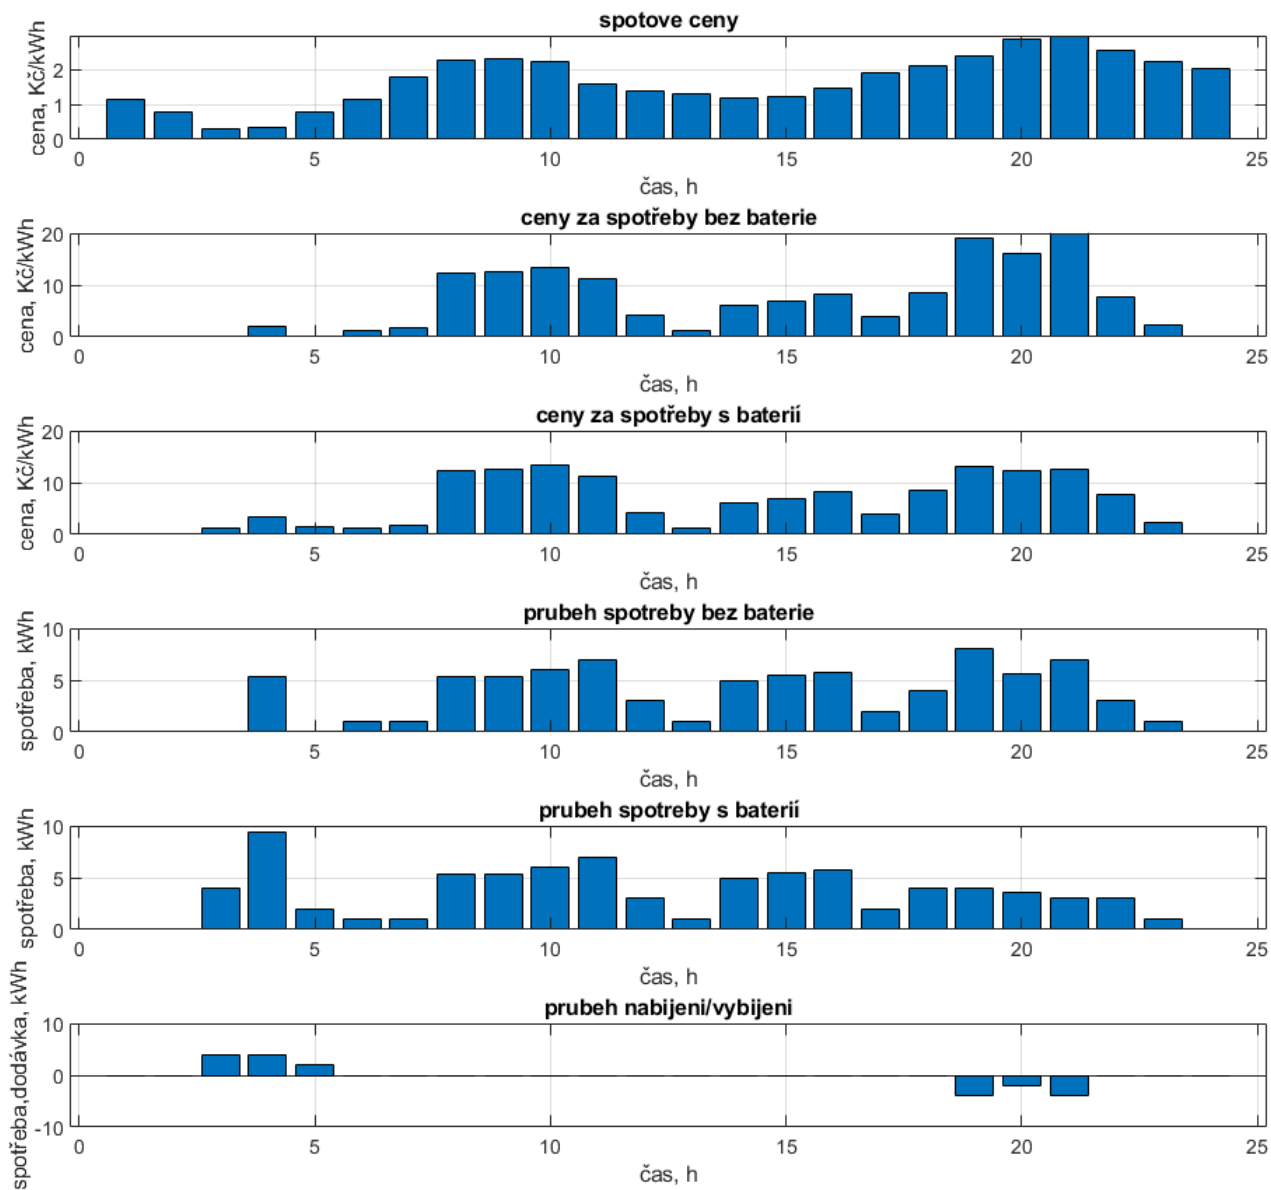 spotove ceny
cena, Kč/kWh
2
1
0
0 5 10 15 20 25
čas, h
ceny za spotřeby bez baterie
cena, Kč/kWh
20
10
0
0 5 10 15 20 25
čas, h
ceny za spotřeby s baterií
cena, Kč/kWh
20
10
0
0 5 10 15 20 25
čas, h
prubeh spotreby bez baterie
spotřeba, kWh
10
5
0
0 5 10 15 20 25
čas, h
prubeh spotreby s baterií
spotřeba, kWh
10
5
0
0 5 10 15 20 25
čas, h
prubeh nabijeni/vybijeni
spotřeba,dodávka, kWh
10
0
-10
0 5 10 15 20 25
čas, h